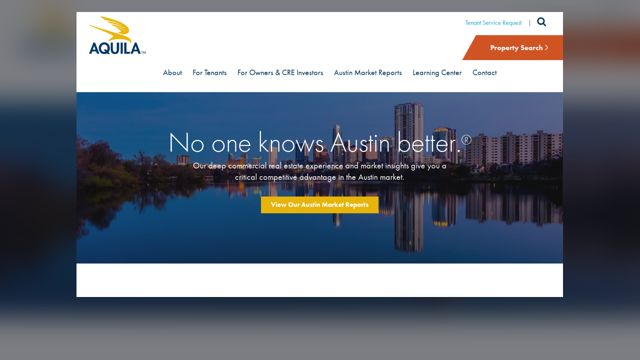 Tenant Service Request |
AQUILA™
Property Search >
About For Tenants For Owners & CRE Investors Austin Market Reports Learning Center Contact
No one knows Austin better.®
Our deep commercial real estate experience and market insights give you a
critical competitive advantage in the Austin market.
View Our Austin Market Reports